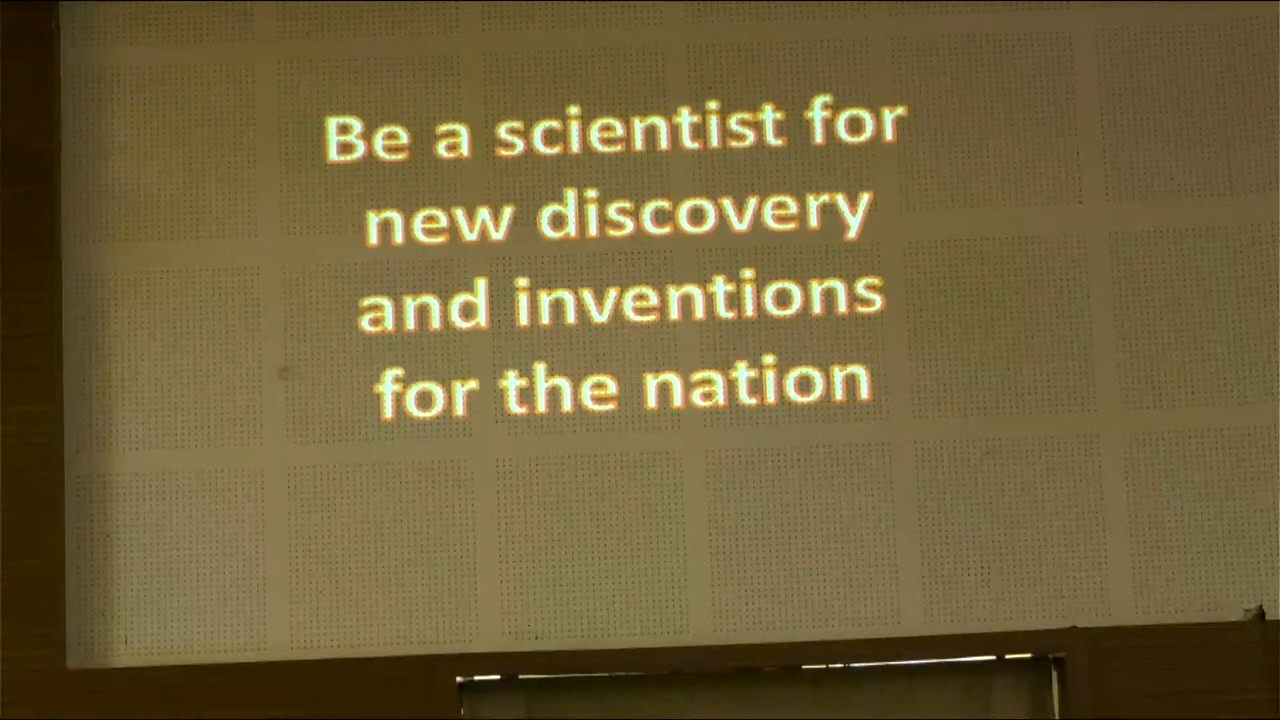 Be a scientist for
new discovery
and inventions
for the nation